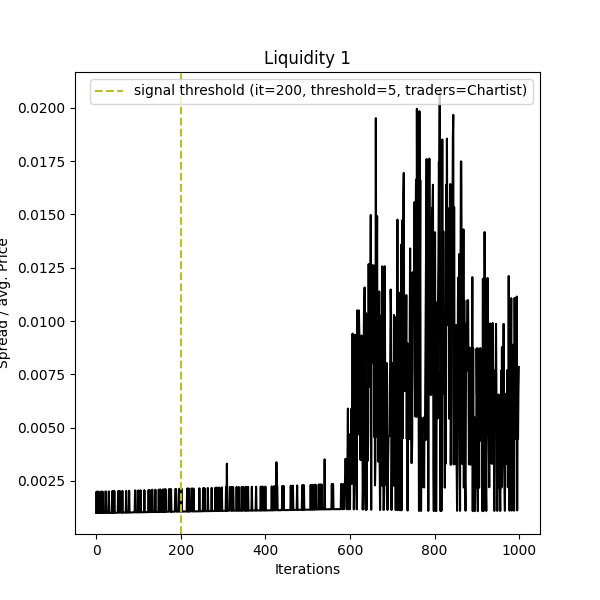 Liquidity 1
signal threshold (it=200, threshold=5, traders=Chartist)
0.0200
0.0175
0.0150
0.0125
0.0100
0.0075
0.0050
0.0025
Spread / avg. Price
0 200 400 600 800 1000
Iterations